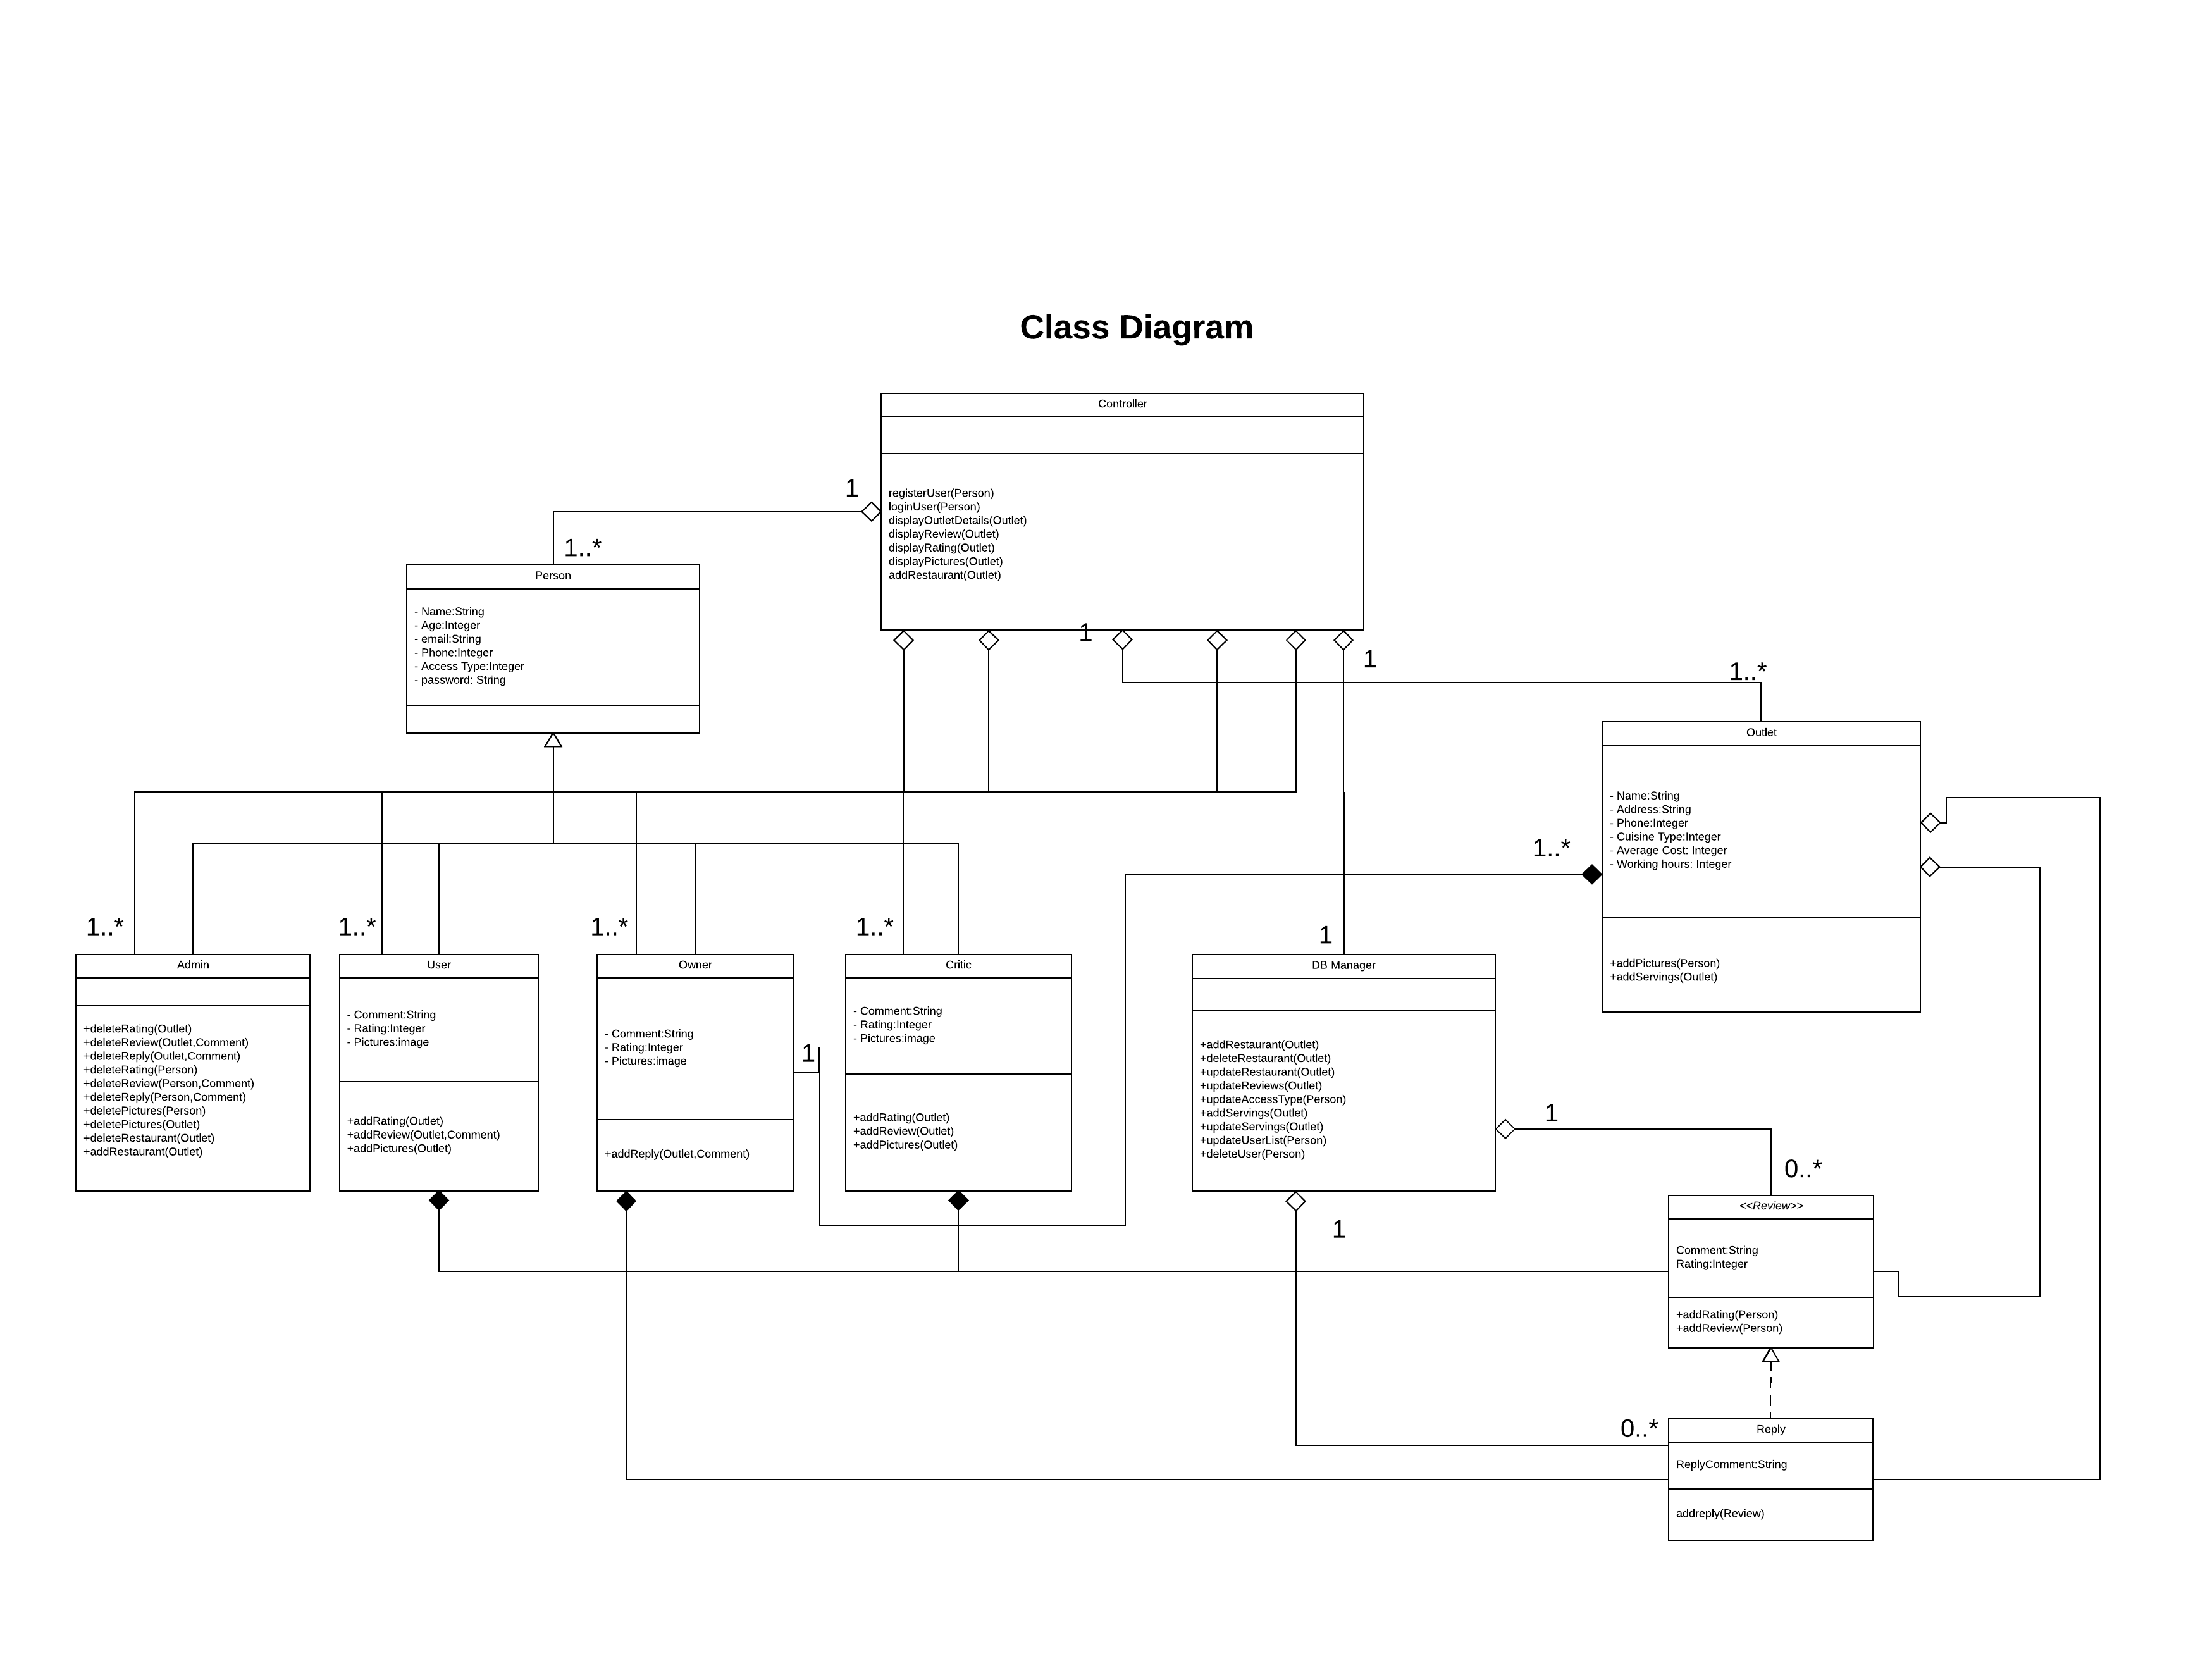 Class Diagram
Controller
registerUser(Person)
loginUser(Person)
displayOutletDetails(Outlet)
displayReview(Outlet)
displayRating(Outlet)
displayPictures(Outlet)
addRestaurant(Outlet)
1
1..*
1
1
1..*
Person
- Name:String
- Age:Integer
- email:String
- Phone:Integer
- Access Type:Integer
- password: String
Outlet
- Name:String
- Address:String
- Phone:Integer
- Cuisine Type:Integer
- Average Cost: Integer
- Working hours: Integer
+addPictures(Person)
+addServings(Outlet)
1..*
1..*
1..*
1..*
1..*
1
Admin
+deleteRating(Outlet)
+deleteReview(Outlet,Comment)
+deleteReply(Outlet,Comment)
+deleteRating(Person)
+deleteReview(Person,Comment)
+deleteReply(Person,Comment)
+deletePictures(Person)
+deletePictures(Outlet)
+deleteRestaurant(Outlet)
+addRestaurant(Outlet)
User
- Comment:String
- Rating:Integer
- Pictures:image
+addRating(Outlet)
+addReview(Outlet,Comment)
+addPictures(Outlet)
Owner
- Comment:String
- Rating:Integer
- Pictures:image
+addReply(Outlet,Comment)
1
Critic
- Comment:String
- Rating:Integer
- Pictures:image
+addRating(Outlet)
+addReview(Outlet)
+addPictures(Outlet)
DB Manager
+addRestaurant(Outlet)
+deleteRestaurant(Outlet)
+updateRestaurant(Outlet)
+updateReviews(Outlet)
+updateAccessType(Person)
+addServings(Outlet)
+updateServings(Outlet)
+updateUserList(Person)
+deleteUser(Person)
1
0..*
1
<<Review>>
Comment:String
Rating:Integer
+addRating(Person)
+addReview(Person)
0..*
Reply
ReplyComment:String
addreply(Review)